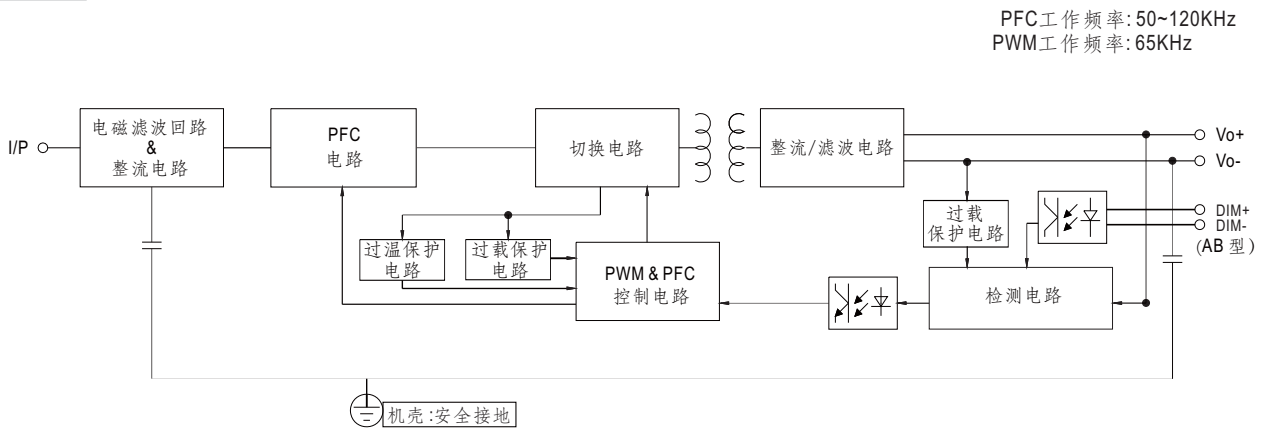 PFC工作频率: 50~120KHz
PWM工作频率: 65KHz
I/P
电磁滤波回路
&
整流电路
PFC
电路
切换电路
整流/滤波电路
Vo+
Vo-
过载
保护电路
DIM+
DIM-
(AB 型)
过温保护
电路
过载保护
电路
PWM & PFC
控制电路
检测电路
机壳:安全接地